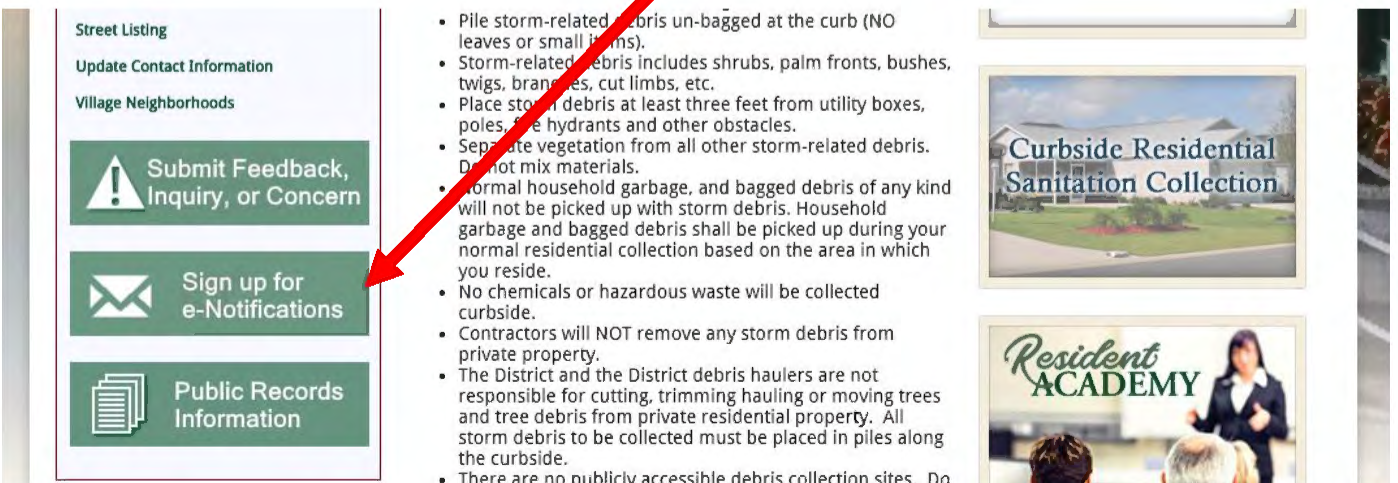 Street Listing
Update Contact Information
Village Neighborhoods
Submit Feedback,
Inquiry, or Concern
Sign up for
e-Notifications
Public Records
Information
• Pile storm-related debris un-bagged at the curb (NO
leaves or small items).
• Storm-related debris includes shrubs, palm fronts, bushes,
twigs, branches, cut limbs, etc.
• Place storm debris at least three feet from utility boxes,
poles, fire hydrants and other obstacles.
• Separate vegetation from all other storm-related debris.
Do not mix materials.
• Normal household garbage, and bagged debris of any kind
will not be picked up with storm debris. Household
garbage and bagged debris shall be picked up during your
normal residential collection based on the area in which
you reside.
• No chemicals or hazardous waste will be collected
curbside.
• Contractors will NOT remove any storm debris from
private property.
• The District and the District debris haulers are not
responsible for cutting, trimming hauling or moving trees
and tree debris from private residential property. All
storm debris to be collected must be placed in piles along
the curbside.
• There are no publicly accessible debris collection sites. Do
Curbside Residential
Sanitation Collection
Resident
ACADEMY